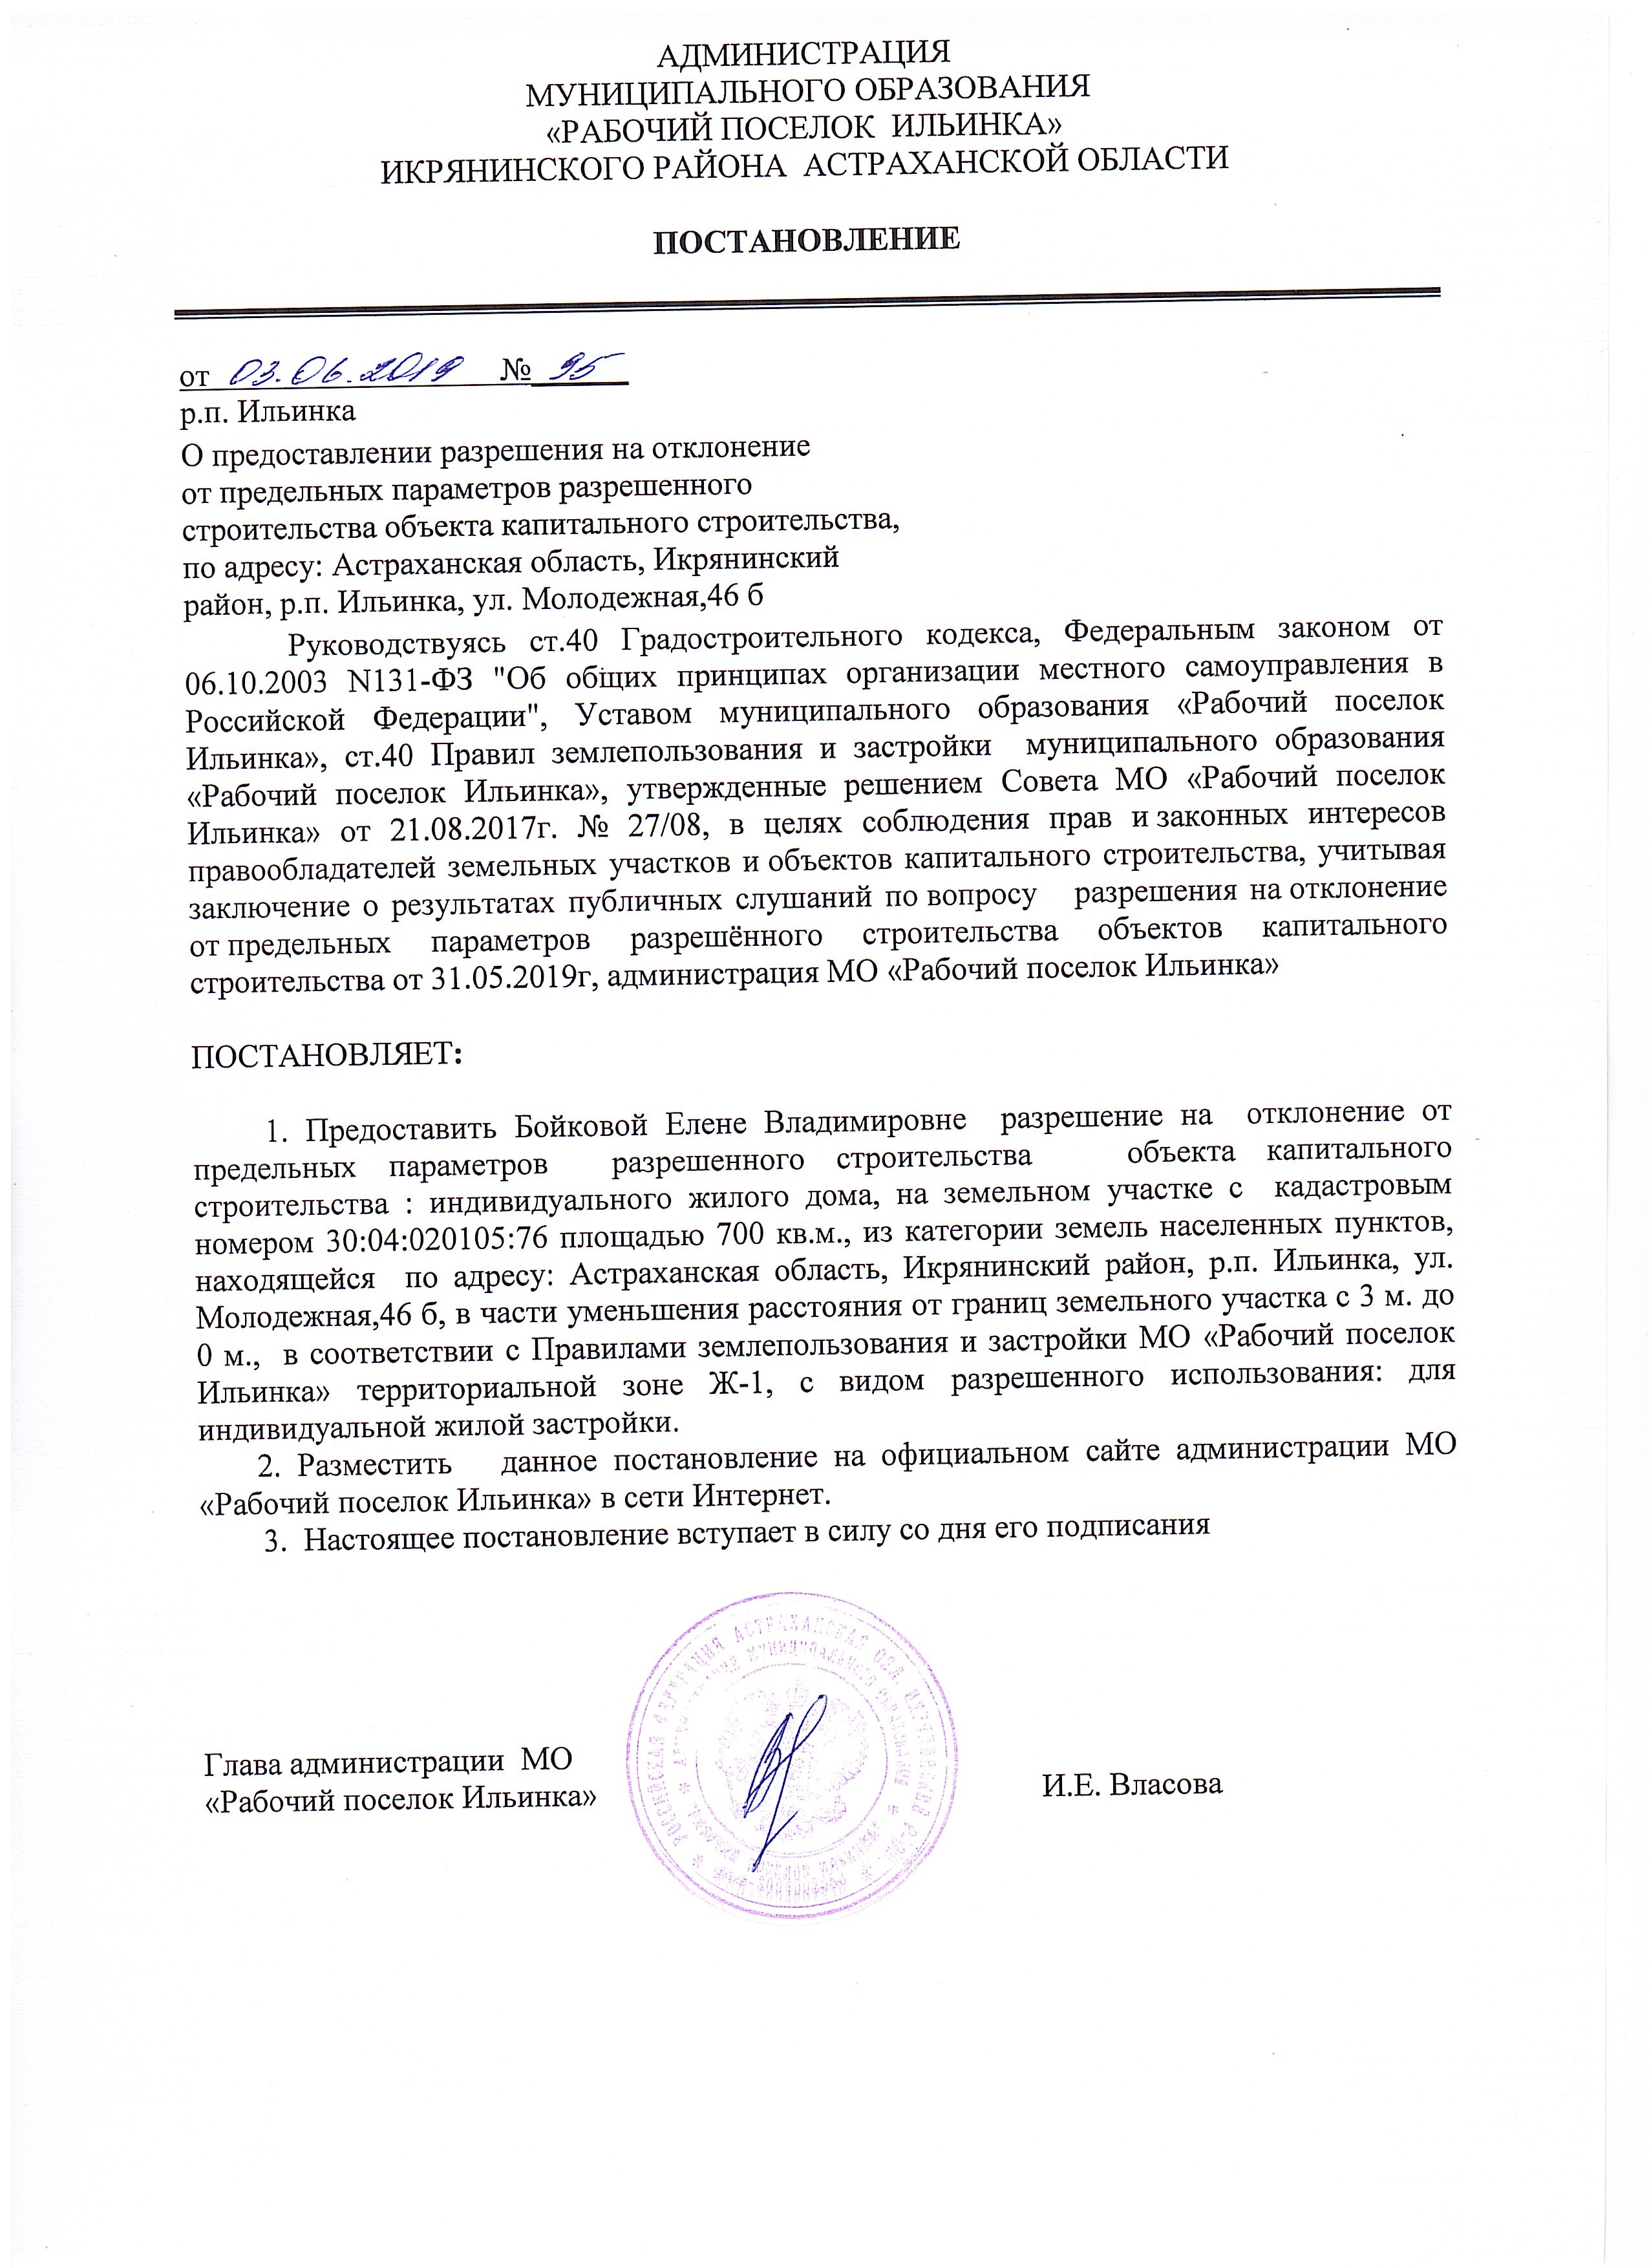 АДМИНИСТРАЦИЯ
МУНИЦИПАЛЬНОГО ОБРАЗОВАНИЯ
«РАБОЧИЙ ПОСЕЛОК ИЛЬИНКА»
ИКРЯНИНСКОГО РАЙОНА АСТРАХАНСКОЙ ОБЛАСТИ
ПОСТАНОВЛЕНИЕ
от 03.06.2019 № 95
р.п. Ильинка
О предоставлении разрешения на отклонение
от предельных параметров разрешенного
строительства объекта капитального строительства,
по адресу: Астраханская область, Икрянинский
район, р.п. Ильинка, ул. Молодежная,46 б
Руководствуясь ст.40 Градостроительного кодекса, Федеральным законом от
06.10.2003 N131-ФЗ "Об общих принципах организации местного самоуправления в
Российской Федерации", Уставом муниципального образования «Рабочий поселок
Ильинка», ст.40 Правил землепользования и застройки муниципального образования
«Рабочий поселок Ильинка», утвержденные решением Совета МО «Рабочий поселок
Ильинка» от 21.08.2017г. № 27/08, в целях соблюдения прав и законных интересов
правообладателей земельных участков и объектов капитального строительства, учитывая
заключение о результатах публичных слушаний по вопросу разрешения на отклонение
от предельных параметров разрешённого строительства объектов капитального
строительства от 31.05.2019г, администрация МО «Рабочий поселок Ильинка»
ПОСТАНОВЛЯЕТ:
1. Предоставить Бойковой Елене Владимировне разрешение на отклонение от
предельных параметров разрешенного строительства объекта капитального
строительства : индивидуального жилого дома, на земельном участке с кадастровым
номером 30:04:020105:76 площадью 700 кв.м., из категории земель населенных пунктов,
находящейся по адресу: Астраханская область, Икрянинский район, р.п. Ильинка, ул.
Молодежная,46 б, в части уменьшения расстояния от границ земельного участка с 3 м. до
0 м., в соответствии с Правилами землепользования и застройки МО «Рабочий поселок
Ильинка» территориальной зоне Ж-1, с видом разрешенного использования: для
индивидуальной жилой застройки.
2. Разместить данное постановление на официальном сайте администрации МО
«Рабочий поселок Ильинка» в сети Интернет.
3. Настоящее постановление вступает в силу со дня его подписания
РОССИЙСКАЯ ФЕДЕРАЦИЯ АСТРАХАНСКАЯ ОБЛ.
МУНИЦИПАЛЬНОГО ОБРАЗОВАНИЯ
Глава администрации МО
«Рабочий поселок Ильинка»
И.Е. Власова